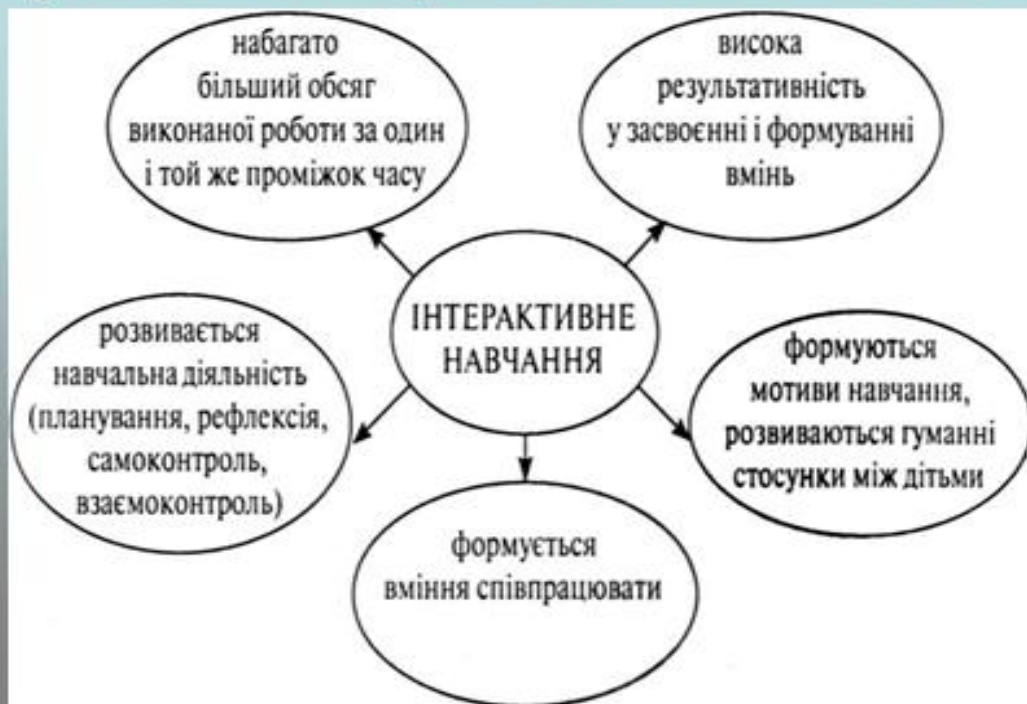 набагато
більший обсяг
виконаної роботи за один
і той же проміжок часу
висока
результативність
у засвоєнні і формуванні
вмінь
ІНТЕРАКТИВНЕ
НАВЧАННЯ
розвивається
навчальна діяльність
(планування, рефлексія,
самоконтроль,
взаємоконтроль)
формуються
мотиви навчання,
розвиваються гуманні
стосунки між дітьми
формується
вміння співпрацювати